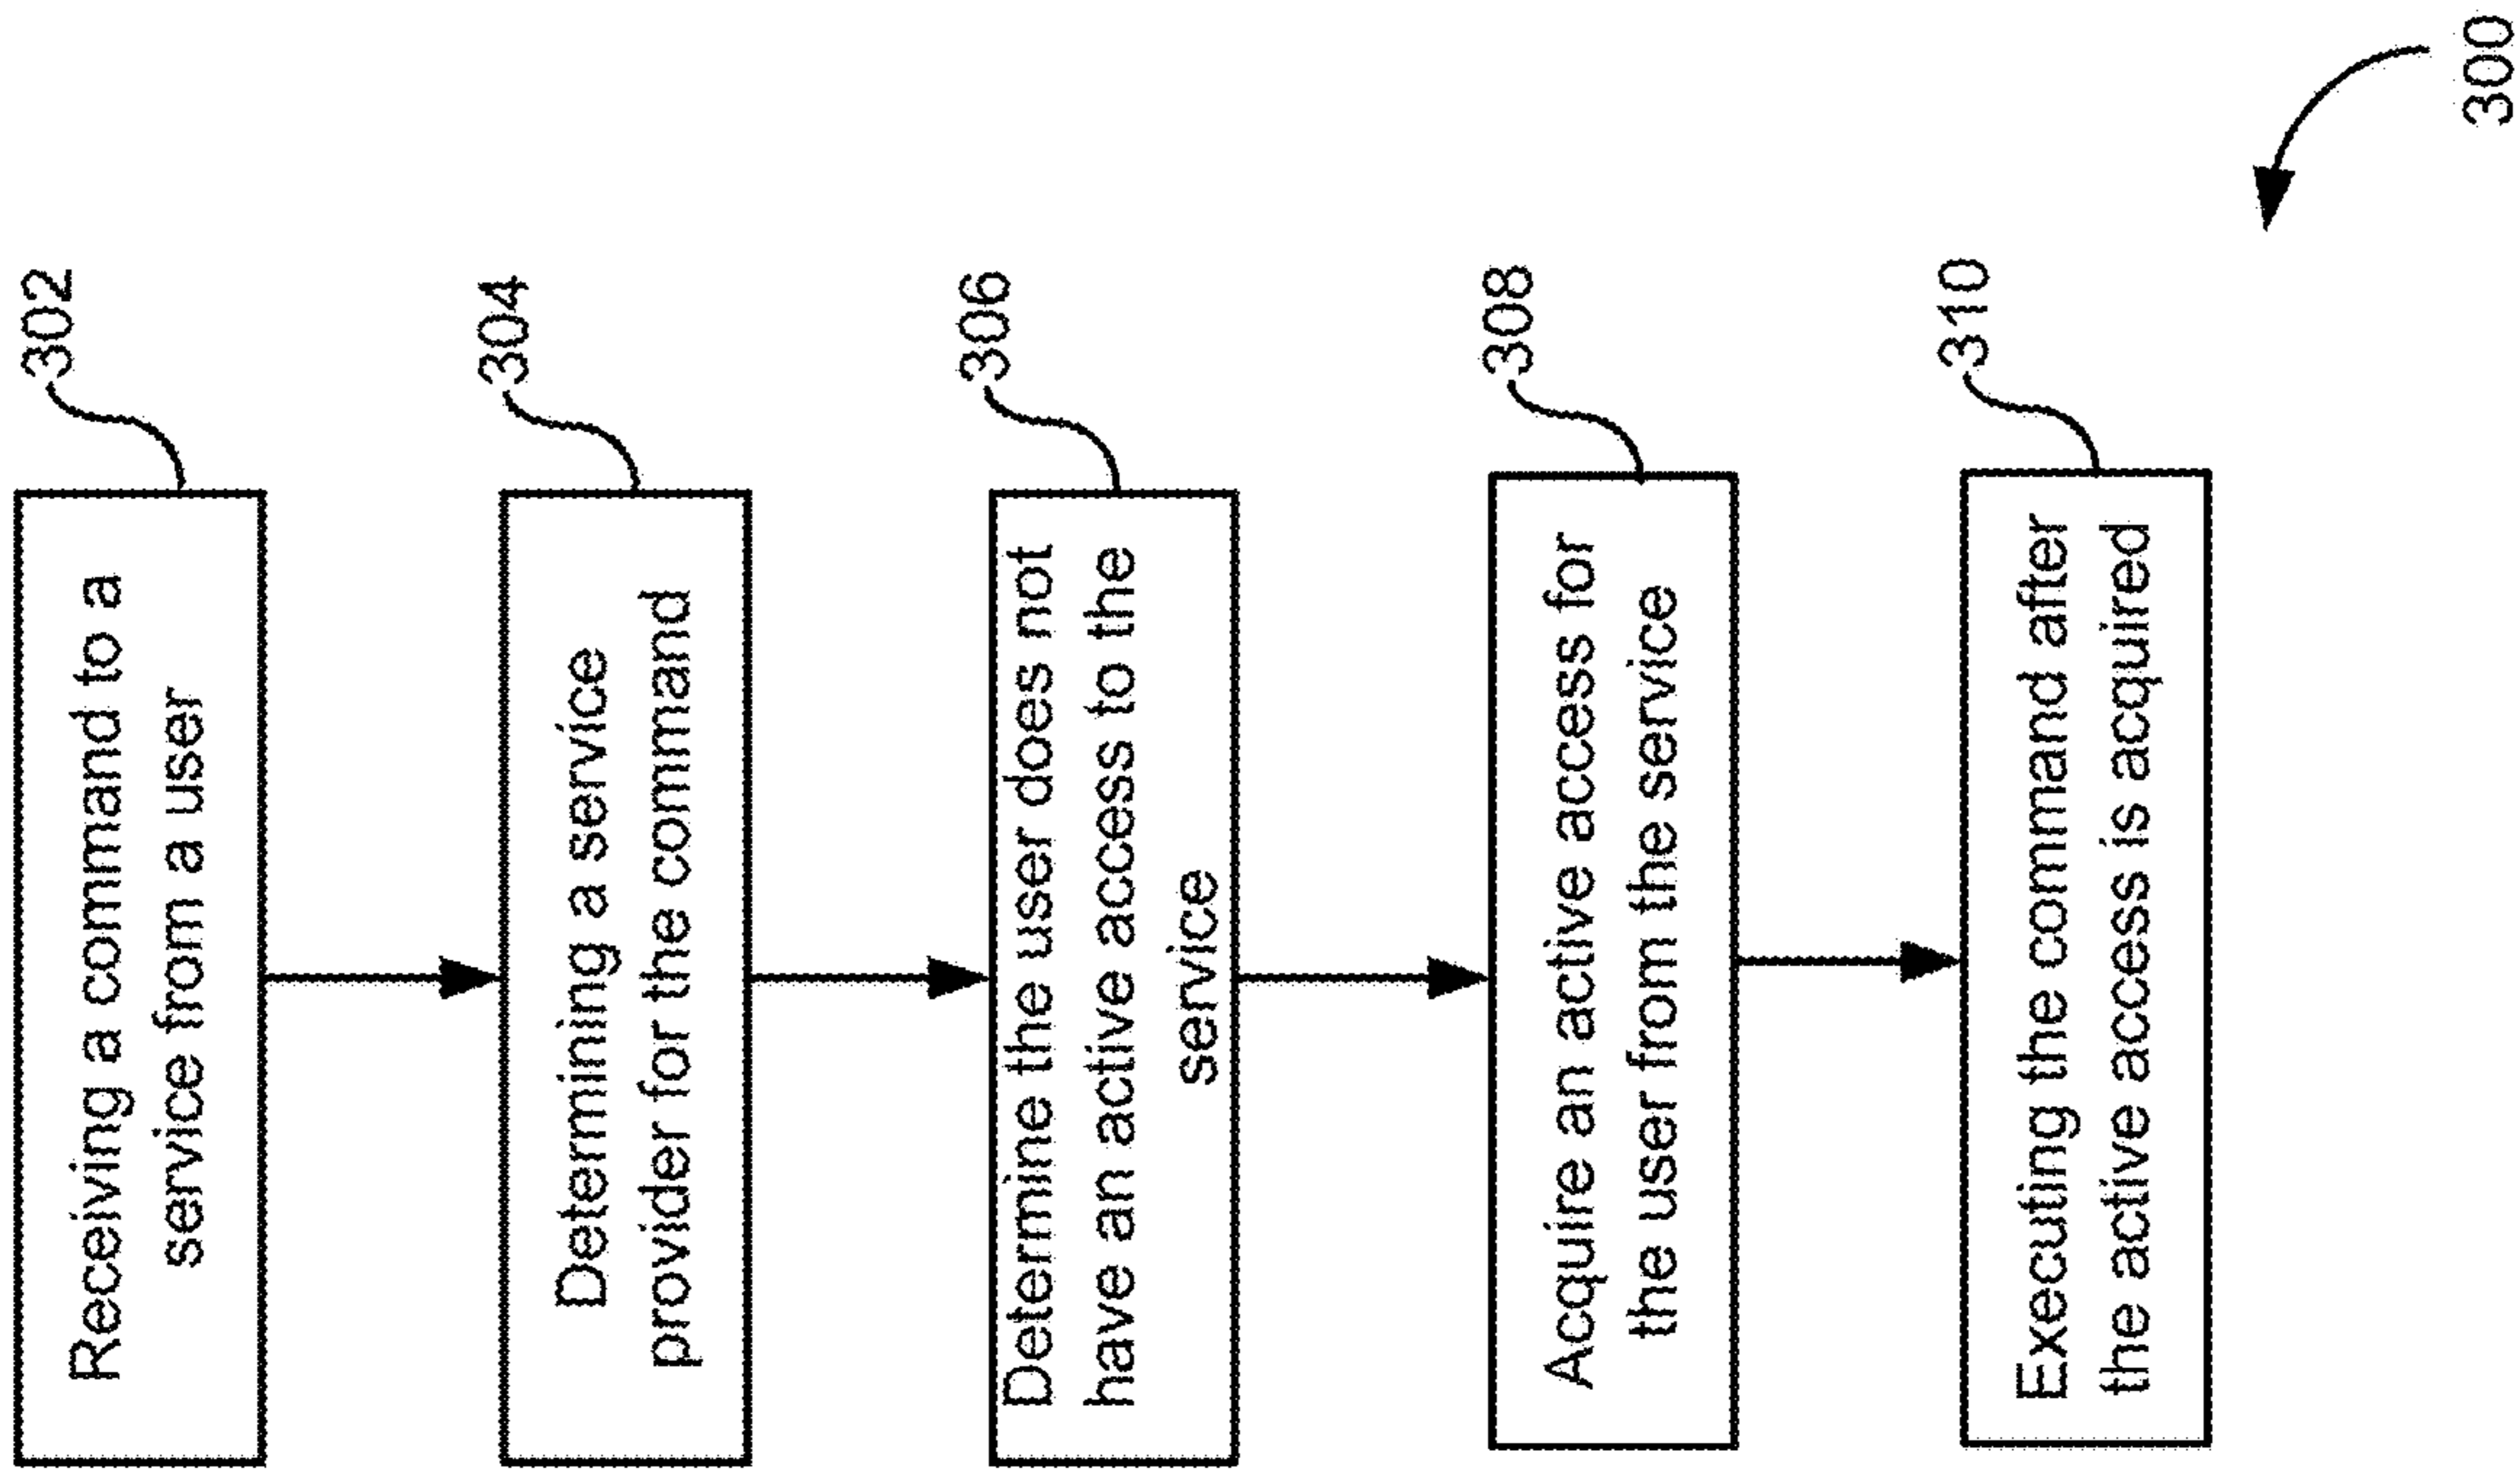 Receiving a command to a
service from a user
302
Determining a service
provider for the command
304
Determine the user does not
have an active access to the
service
306
Acquire an active access for
the user from the service
308
Executing the command after
the active access is acquired
310
300